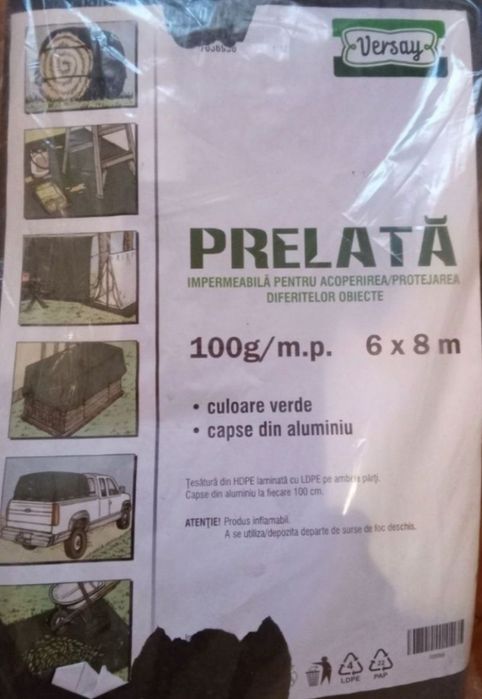 Versay
PRELATĂ
IMPERMEABILĂ PENTRU ACOPERIREA/PROTEJAREA
DIFERITELOR OBIECTE
100g/m.p. 6 x 8 m
• culoare verde
• capse din aluminiu
Țesătură din HDPE laminată cu LDPE pe ambele părți.
Capse din aluminiu la fiecare 100 cm.
ATENȚIE! Produs inflamabil.
A se utiliza/depozita departe de surse de foc deschis.
4
LDPE
22
PAP